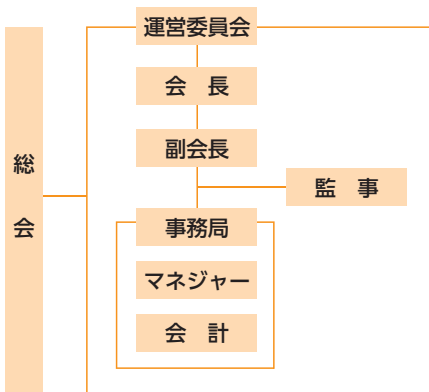 総会
運営委員会
会　長
副会長
監　事
事務局
マネジャー
会　計